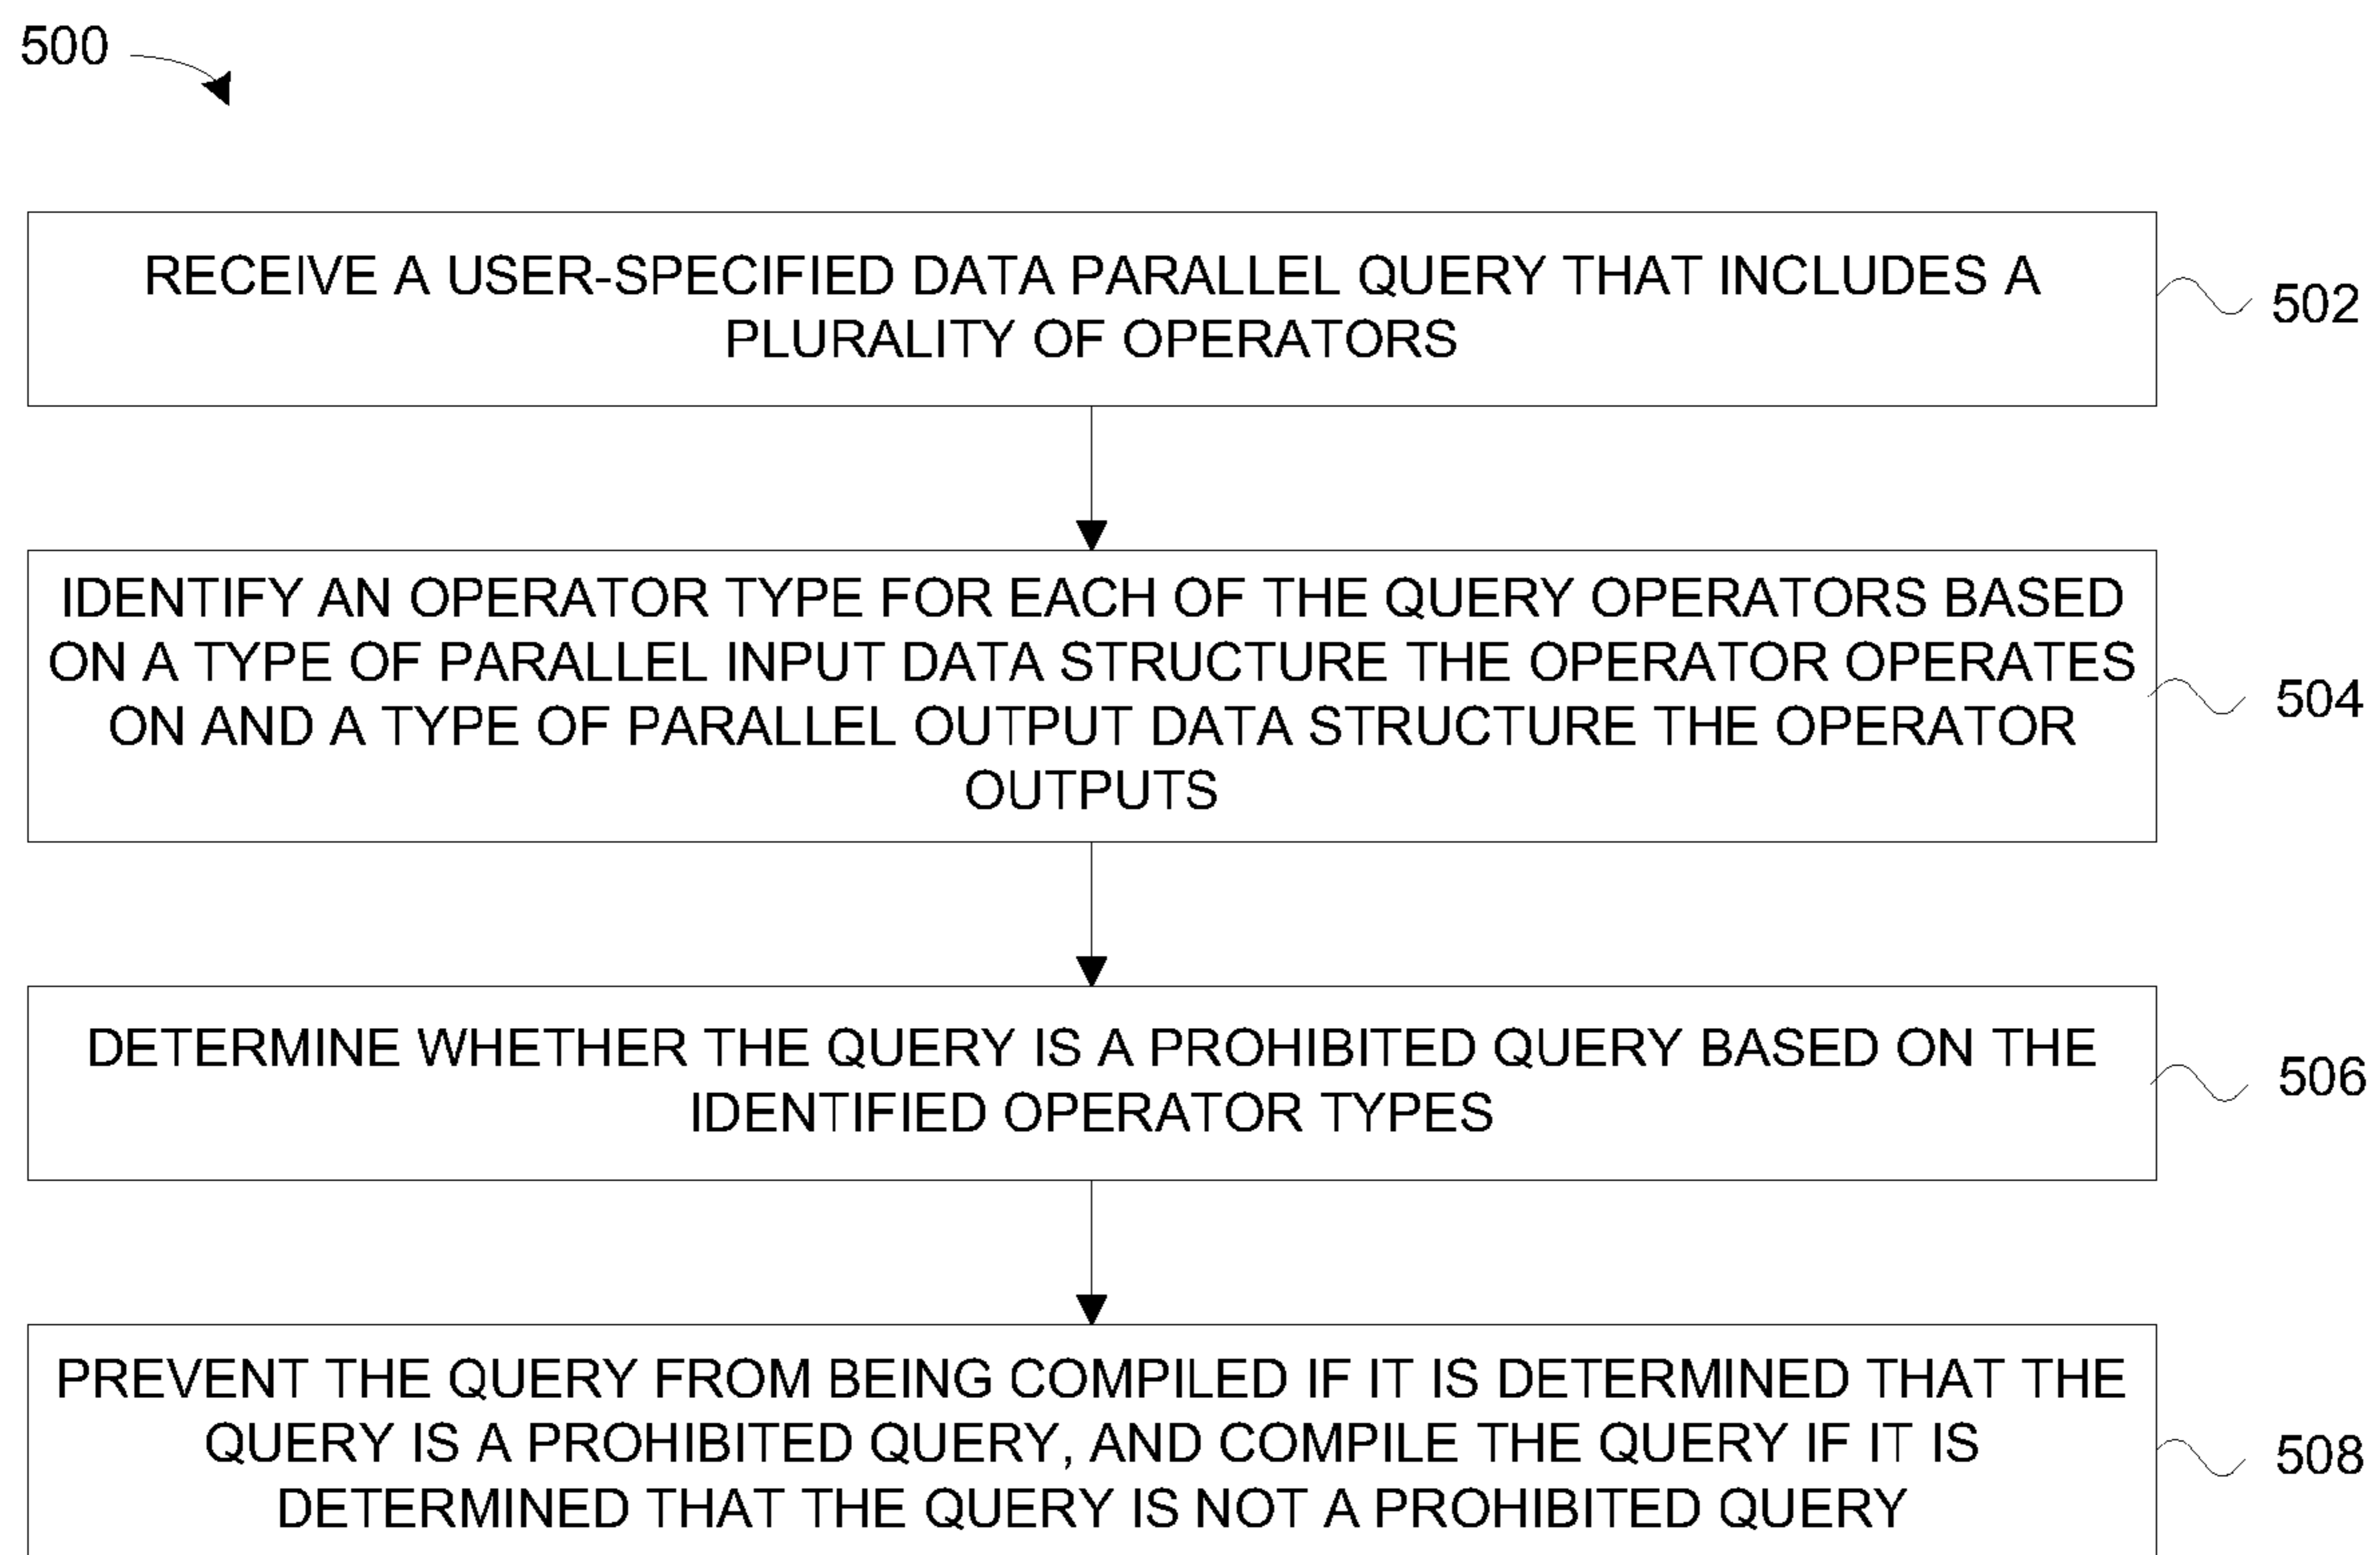 500
RECEIVE A USER-SPECIFIED DATA PARALLEL QUERY THAT INCLUDES A
PLURALITY OF OPERATORS
502
IDENTIFY AN OPERATOR TYPE FOR EACH OF THE QUERY OPERATORS BASED
ON A TYPE OF PARALLEL INPUT DATA STRUCTURE THE OPERATOR OPERATES
ON AND A TYPE OF PARALLEL OUTPUT DATA STRUCTURE THE OPERATOR
OUTPUTS
504
DETERMINE WHETHER THE QUERY IS A PROHIBITED QUERY BASED ON THE
IDENTIFIED OPERATOR TYPES
506
PREVENT THE QUERY FROM BEING COMPILED IF IT IS DETERMINED THAT THE
QUERY IS A PROHIBITED QUERY, AND COMPILE THE QUERY IF IT IS
DETERMINED THAT THE QUERY IS NOT A PROHIBITED QUERY
508